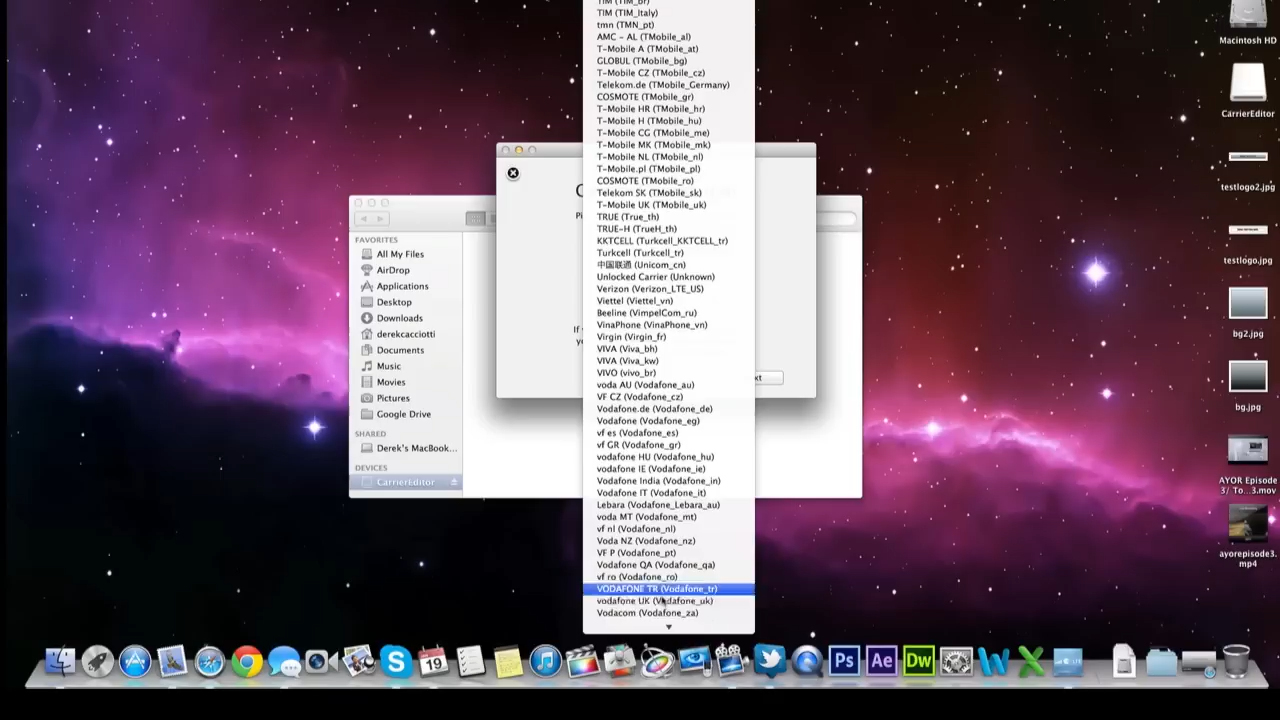 TIM (TIM_br)
TIM (TIM_Italy)
tmn (TMN_pt)
AMC - AL (TMobile_al)
T-Mobile A (TMobile_at)
GLOBUL (TMobile_bg)
T-Mobile CZ (TMobile_cz)
Telekom.de (TMobile_Germany)
COSMOTE (TMobile_gr)
T-Mobile HR (TMobile_hr)
T-Mobile H (TMobile_hu)
T-Mobile CG (TMobile_me)
T-Mobile MK (TMobile_mk)
T-Mobile NL (TMobile_nl)
T-Mobile.pl (TMobile_pl)
COSMOTE (TMobile_ro)
Telekom SK (TMobile_sk)
T-Mobile UK (TMobile_uk)
TRUE (True_th)
TRUE-H (TrueH_th)
KKTCELL (Turkcell_KKTCELL_tr)
Turkcell (Turkcell_tr)
中国联通 (Unicom_cn)
Unlocked Carrier (Unknown)
Verizon (Verizon_LTE_US)
Viettel (Viettel_vn)
Beeline (VimpelCom_ru)
VinaPhone (VinaPhone_vn)
Virgin (Virgin_fr)
VIVA (Viva_bh)
VIVA (Viva_kw)
VIVO (vivo_br)
voda AU (Vodafone_au)
VF CZ (Vodafone_cz)
Vodafone.de (Vodafone_de)
Vodafone (Vodafone_eg)
vf es (Vodafone_es)
vf GR (Vodafone_gr)
vodafone HU (Vodafone_hu)
vodafone IE (Vodafone_ie)
Vodafone India (Vodafone_in)
Vodafone IT (Vodafone_it)
Lebara (Vodafone_Lebara_au)
voda MT (Vodafone_mt)
vf nl (Vodafone_nl)
Voda NZ (Vodafone_nz)
VF P (Vodafone_pt)
Vodafone QA (Vodafone_qa)
vf ro (Vodafone_ro)
VODAFONE TR (Vodafone_tr)
vodafone UK (Vodafone_uk)
Vodacom (Vodafone_za)
FAVORITES
All My Files
AirDrop
Applications
Desktop
Downloads
derekcacciotti
Documents
Music
Movies
Pictures
Google Drive
SHARED
Derek's MacBook...
DEVICES
CarrierEditor
Macintosh HD
CarrierEditor
testlogo2.jpg
testlogo.jpg
bg2.jpg
bg.jpg
AYOR Episode
3/ To...3.mov
ayorepisode3.
mp4
19
Ps
Ae
Dw